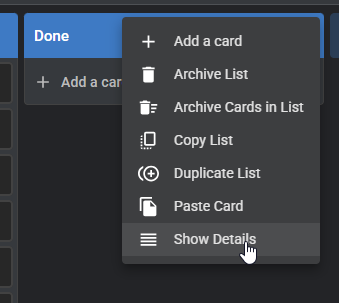 Done
Add a car
Add a card
Archive List
Archive Cards in List
Copy List
Duplicate List
Paste Card
Show Details